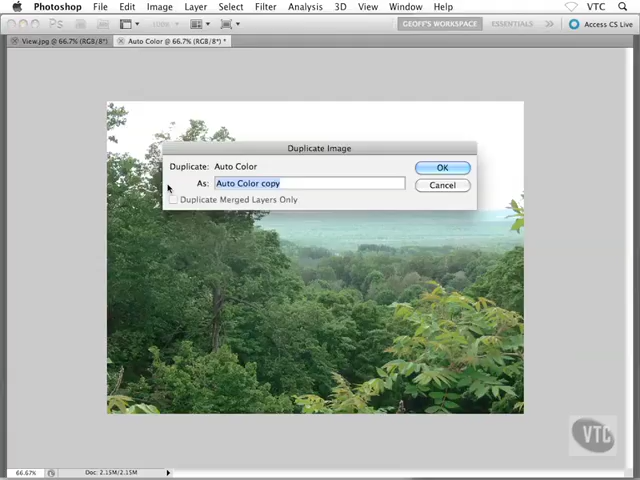 Photoshop File Edit Image Layer Select Filter Analysis 3D View Window Help VTC
Ps 100% GEOFF'S WORKSPACE ESSENTIALS Access CS Live
View.jpg @ 66.7% (RGB/8*) Auto Color @ 66.7% (RGB/8*) *
Duplicate Image
Duplicate: Auto Color OK
As: Auto Color copy Cancel
Duplicate Merged Layers Only
VTC
66.67% Doc: 2.15M/2.15M